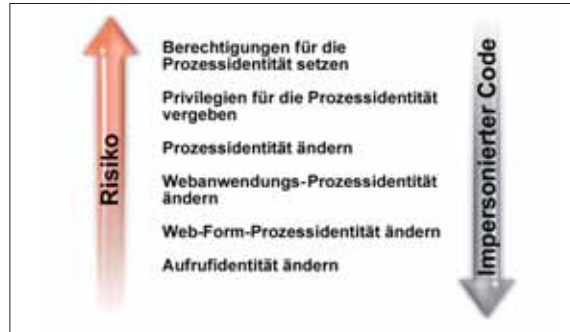 Risiko
Berechtigungen für die
Prozessidentität setzen
Privilegien für die Prozessidentität
vergeben
Prozessidentität ändern
Webanwendungs-Prozessidentität
ändern
Web-Form-Prozessidentität ändern
Aufrufidentität ändern
Impersonierter Code